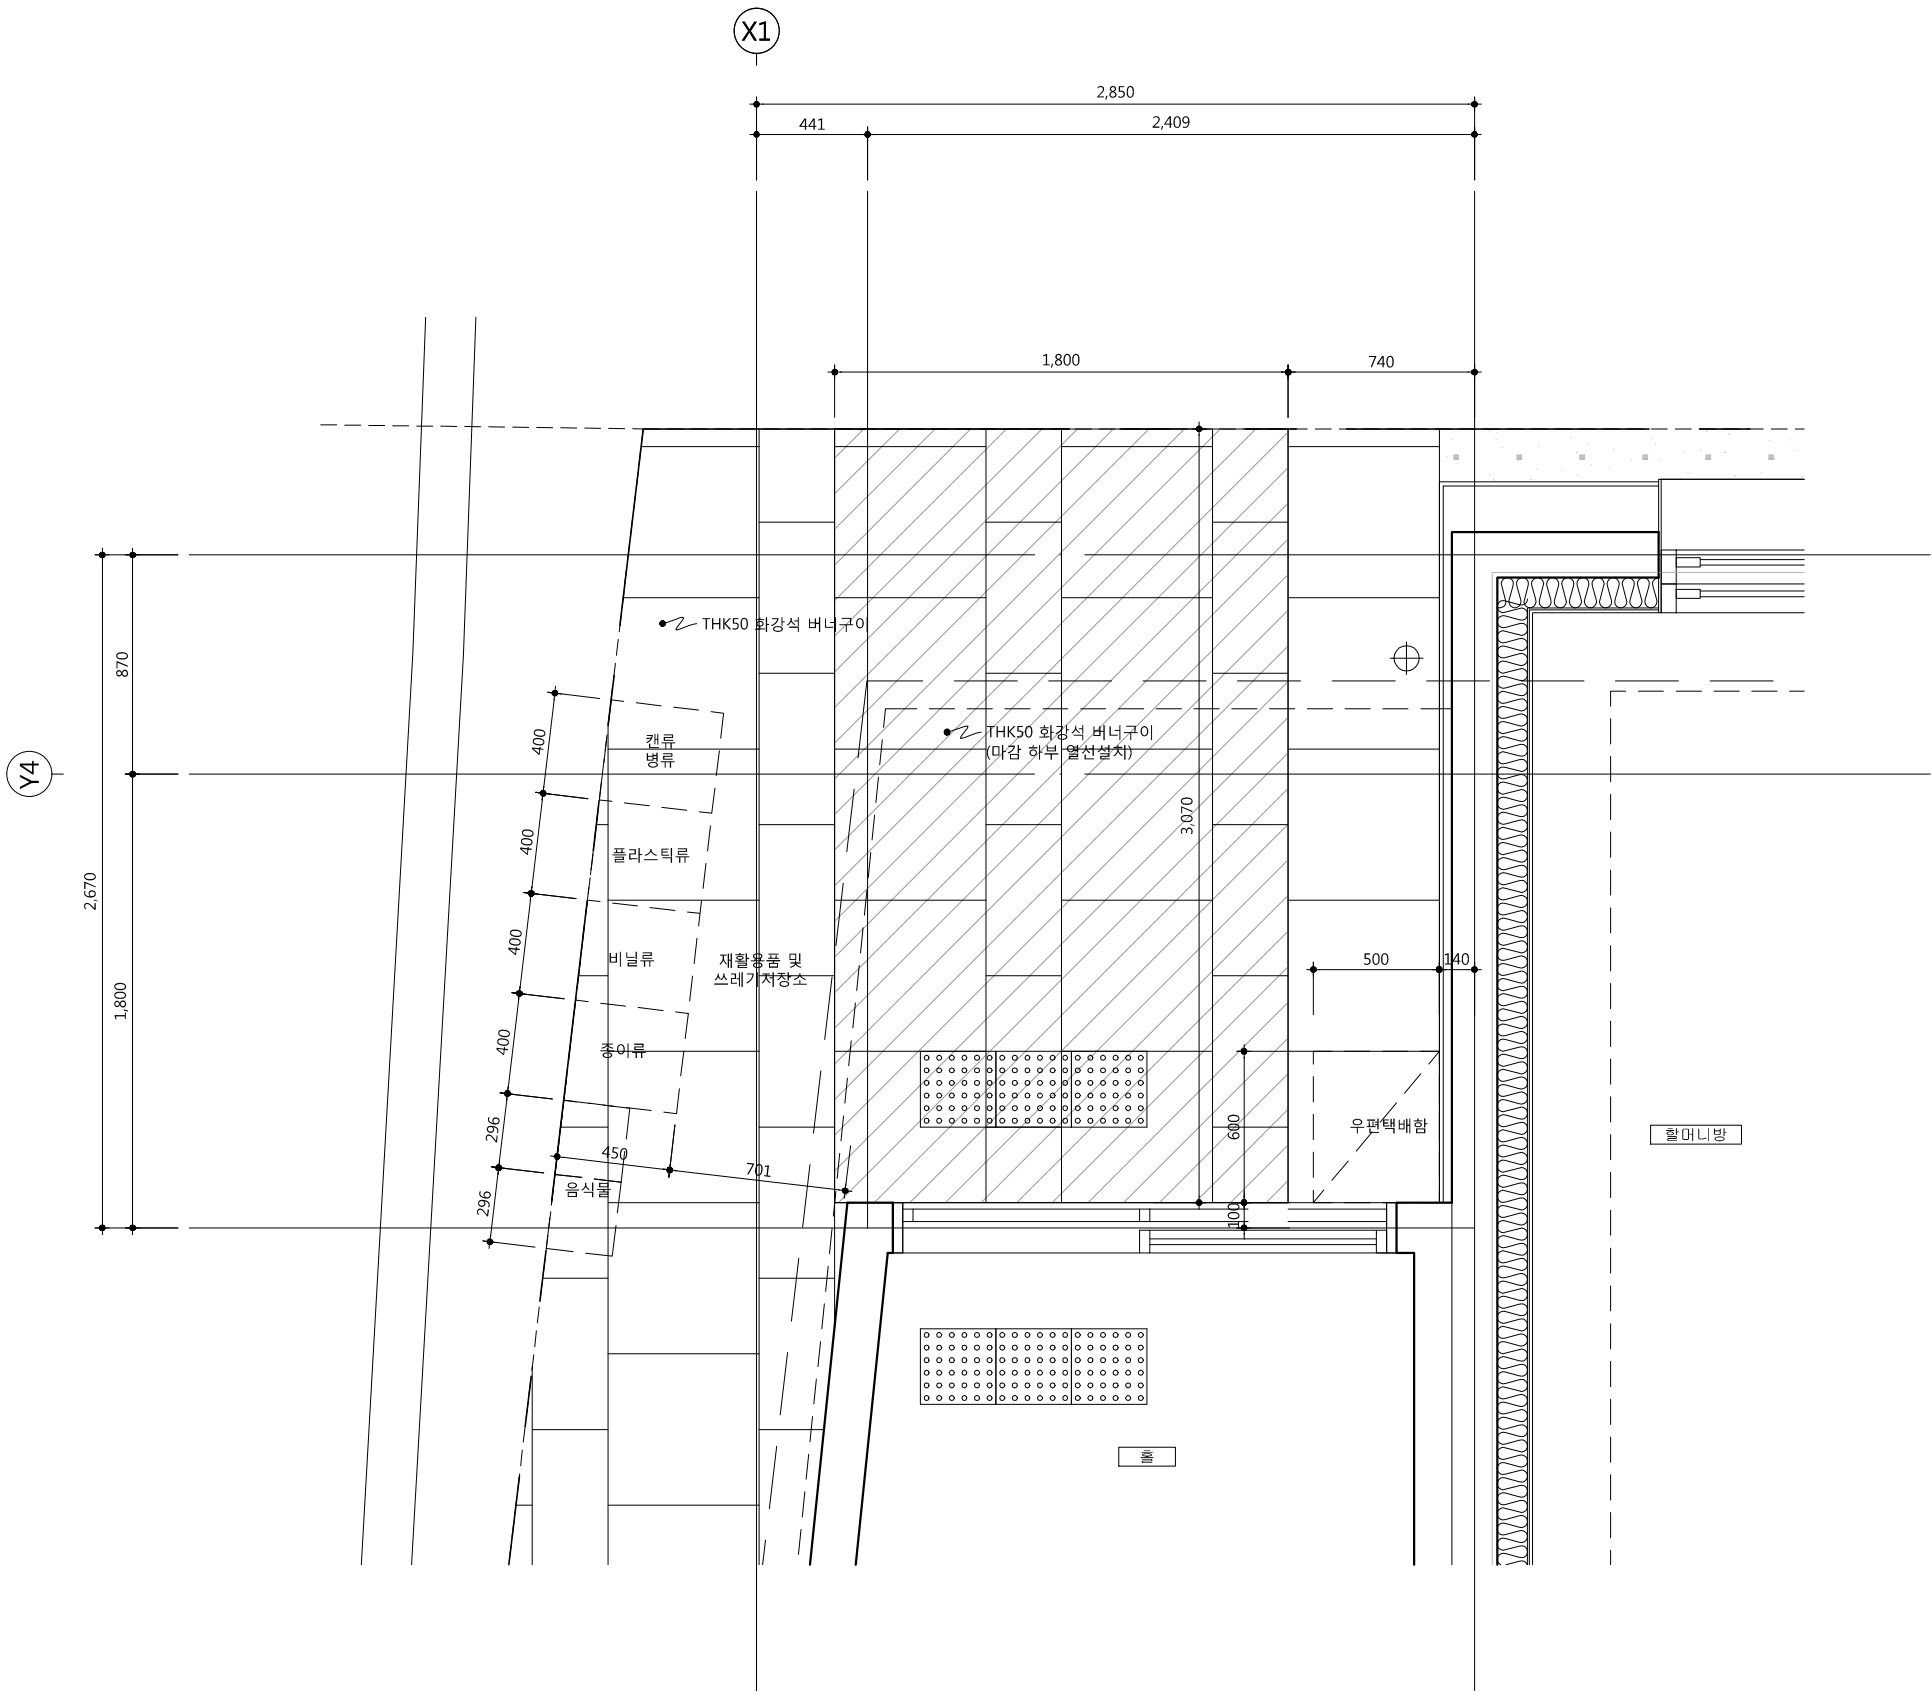 X1
2,850
441
2,409
1,800
740
THK50 화강석 버너구이
870
400
캔류
병류
THK50 화강석 버너구이
(마감 하부 열선설치)
Y4
3,070
400
플라스틱류
2,670
400
비닐류
재활용품 및
쓰레기저장소
500
140
1,800
400
종이류
296
600
우편택배함
할머니방
450
701
296
음식물
100
홀